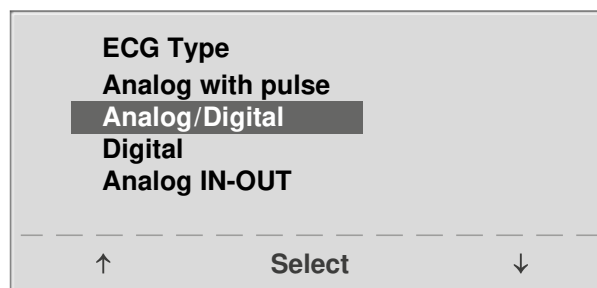 ECG Type
Analog with pulse
Analog/Digital
Digital
Analog IN-OUT
↑ Select ↓